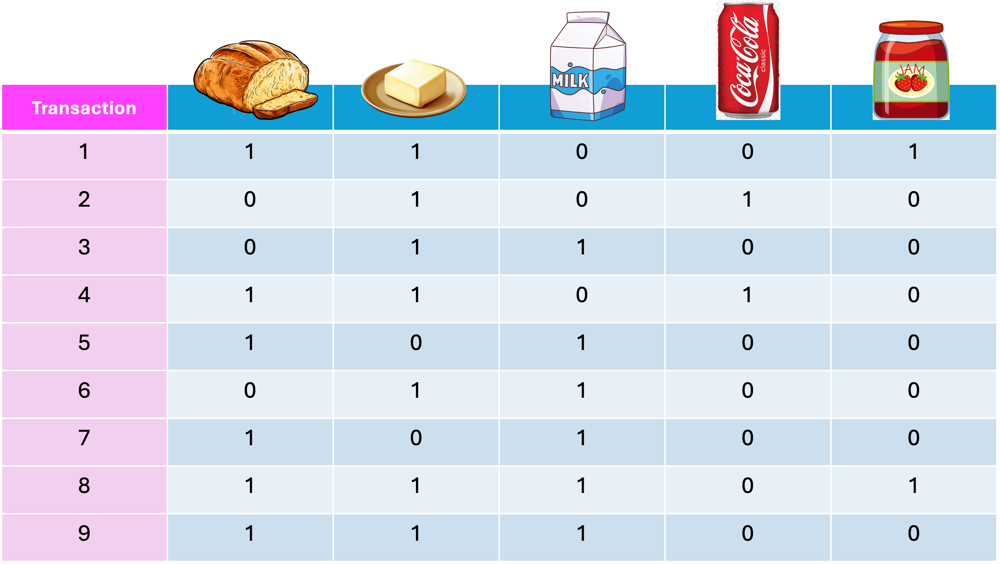 MILK
Coca-Cola
classic
JAM
Transaction
1 1 1 0 0 1
2 0 1 0 1 0
3 0 1 1 0 0
4 1 1 0 1 0
5 1 0 1 0 0
6 0 1 1 0 0
7 1 0 1 0 0
8 1 1 1 0 1
9 1 1 1 0 0